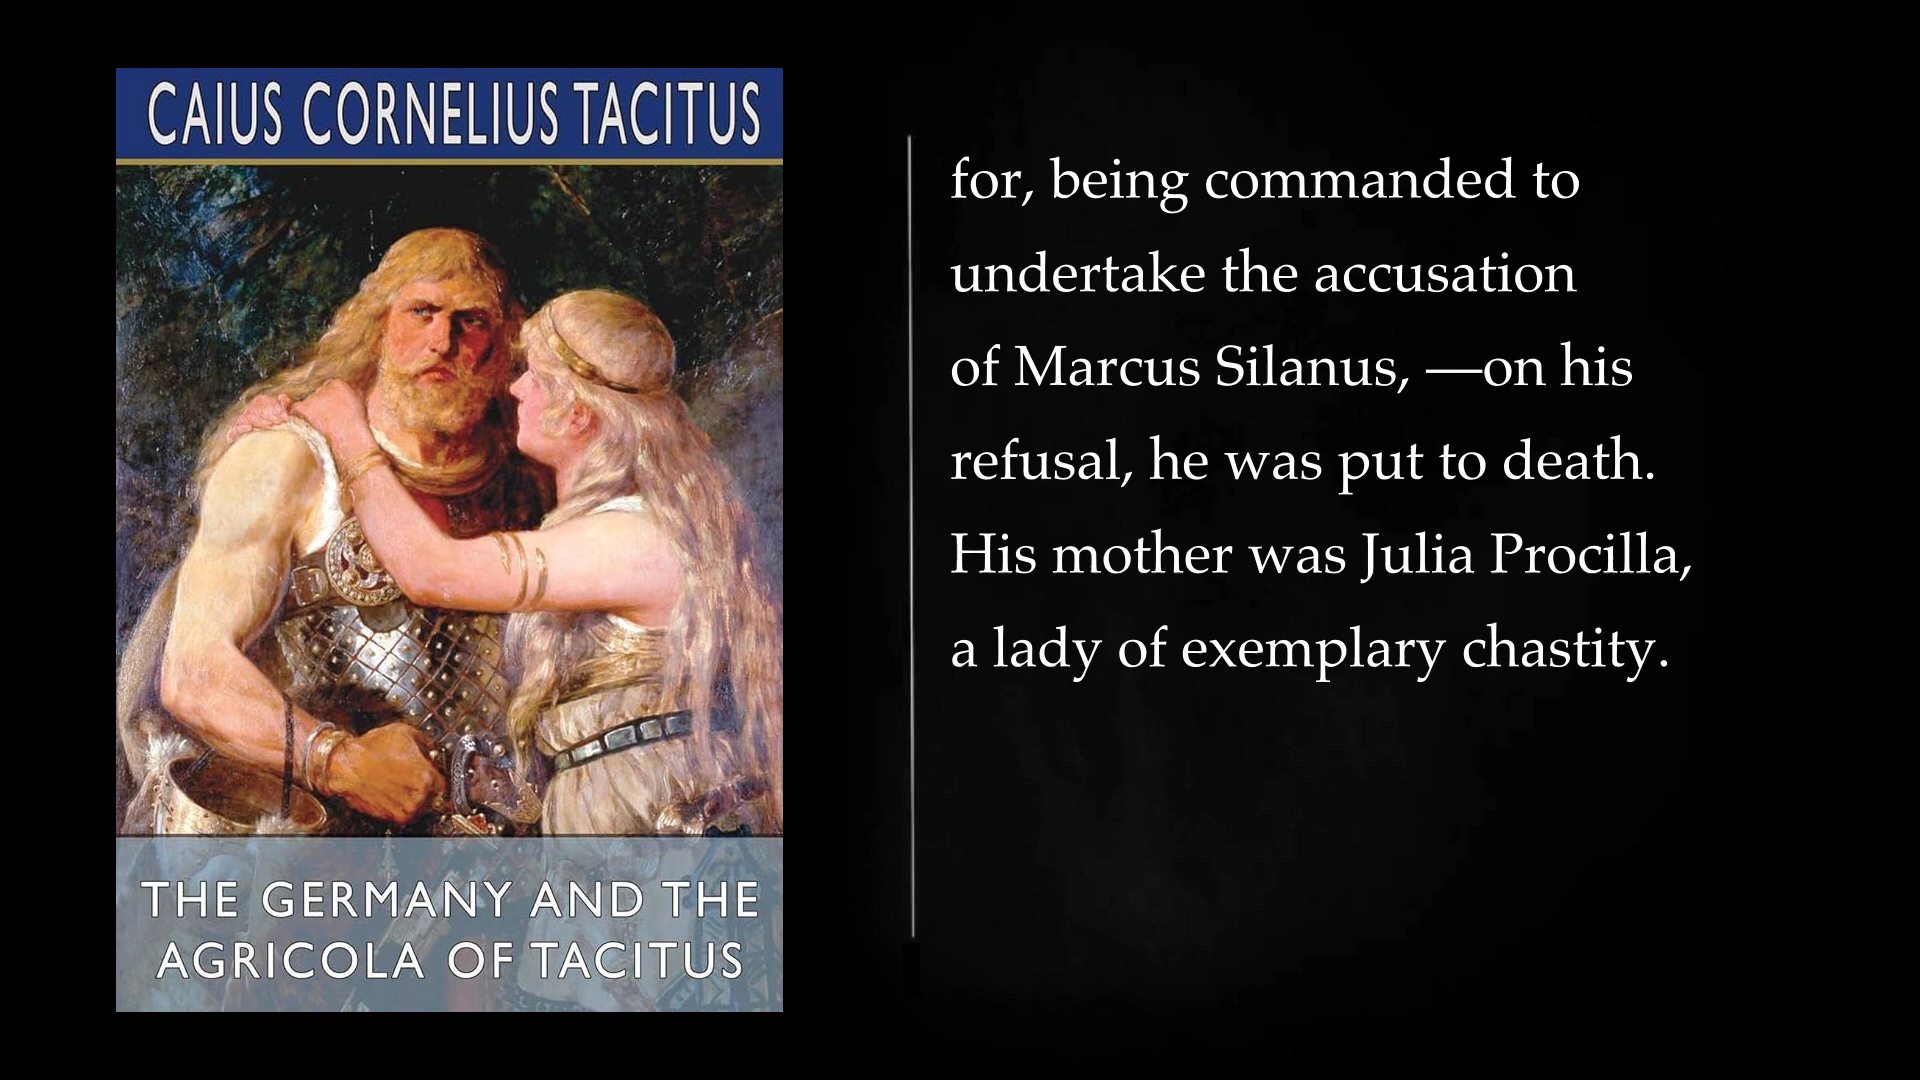 CAIUS CORNELIUS TACITUS
THE GERMANY AND THE
AGRICOLA OF TACITUS
for, being commanded to
undertake the accusation
of Marcus Silanus, —on his
refusal, he was put to death.
His mother was Julia Procilla,
a lady of exemplary chastity.